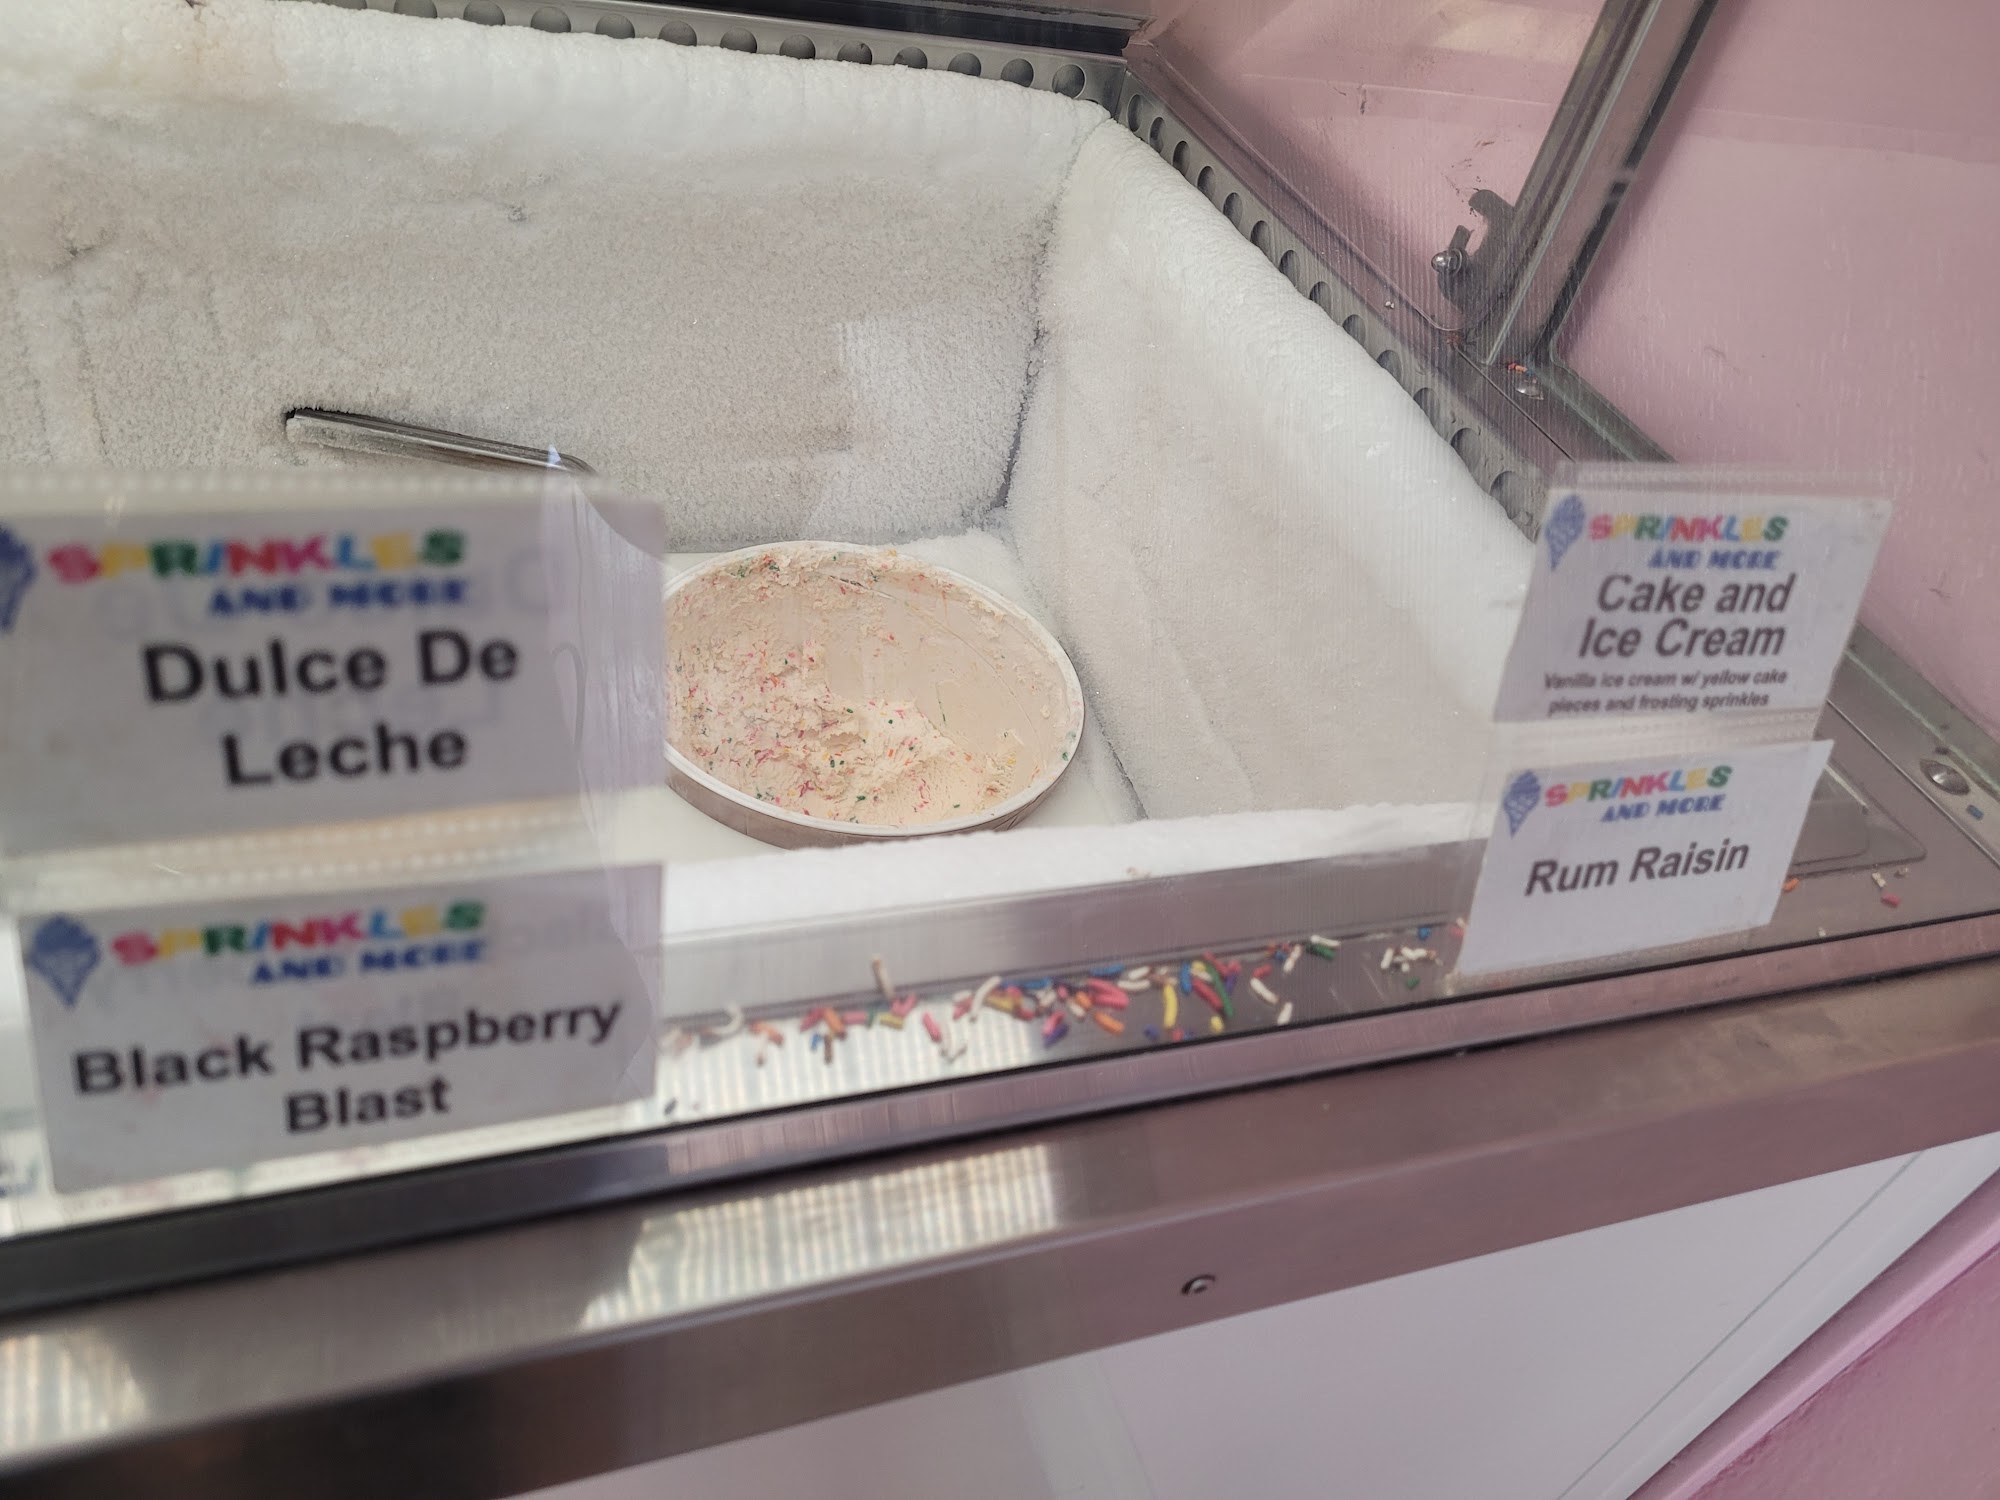 SPRINKLES
AND MORE
Dulce De
Leche
SPRINKLES
AND MORE
Black Raspberry
Blast
SPRINKLES
AND MORE
Cake and
Ice Cream
Vanilla ice cream w/ yellow cake
pieces and frosting sprinkles
SPRINKLES
AND MORE
Rum Raisin